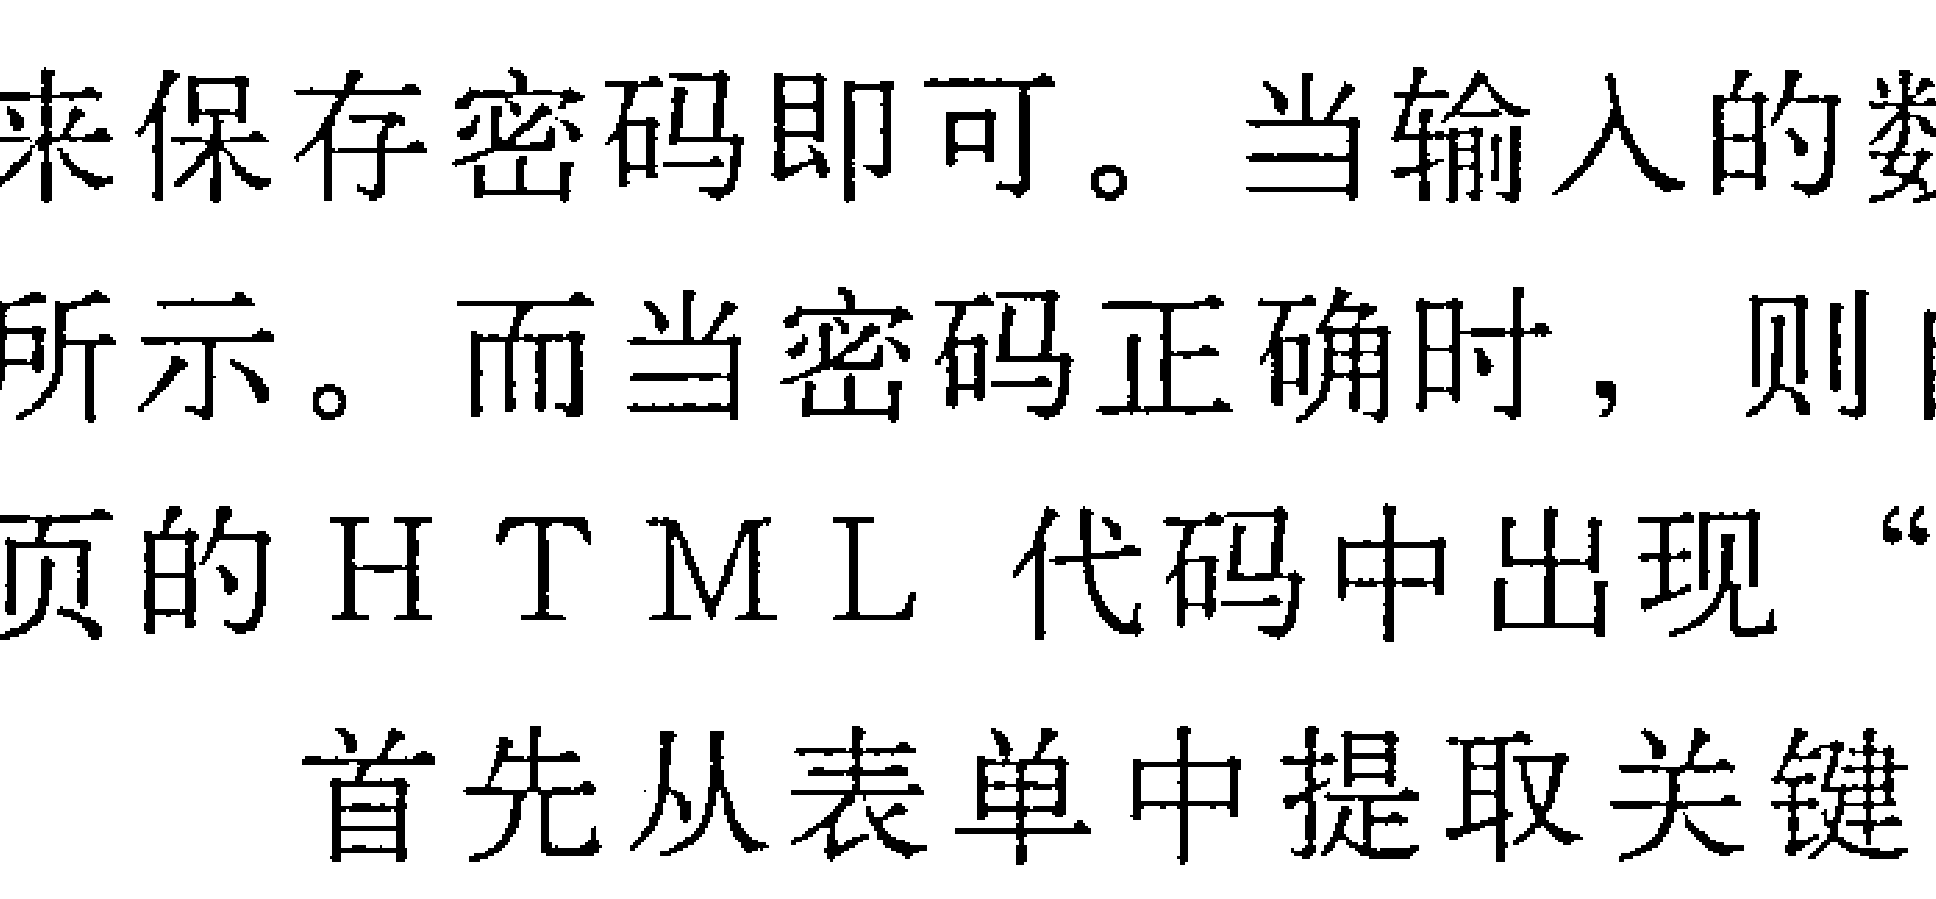 来保存密码即可。当输入的数
所示。而当密码正确时，则
页的HTML代码中出现“
首先从表单中提取关键